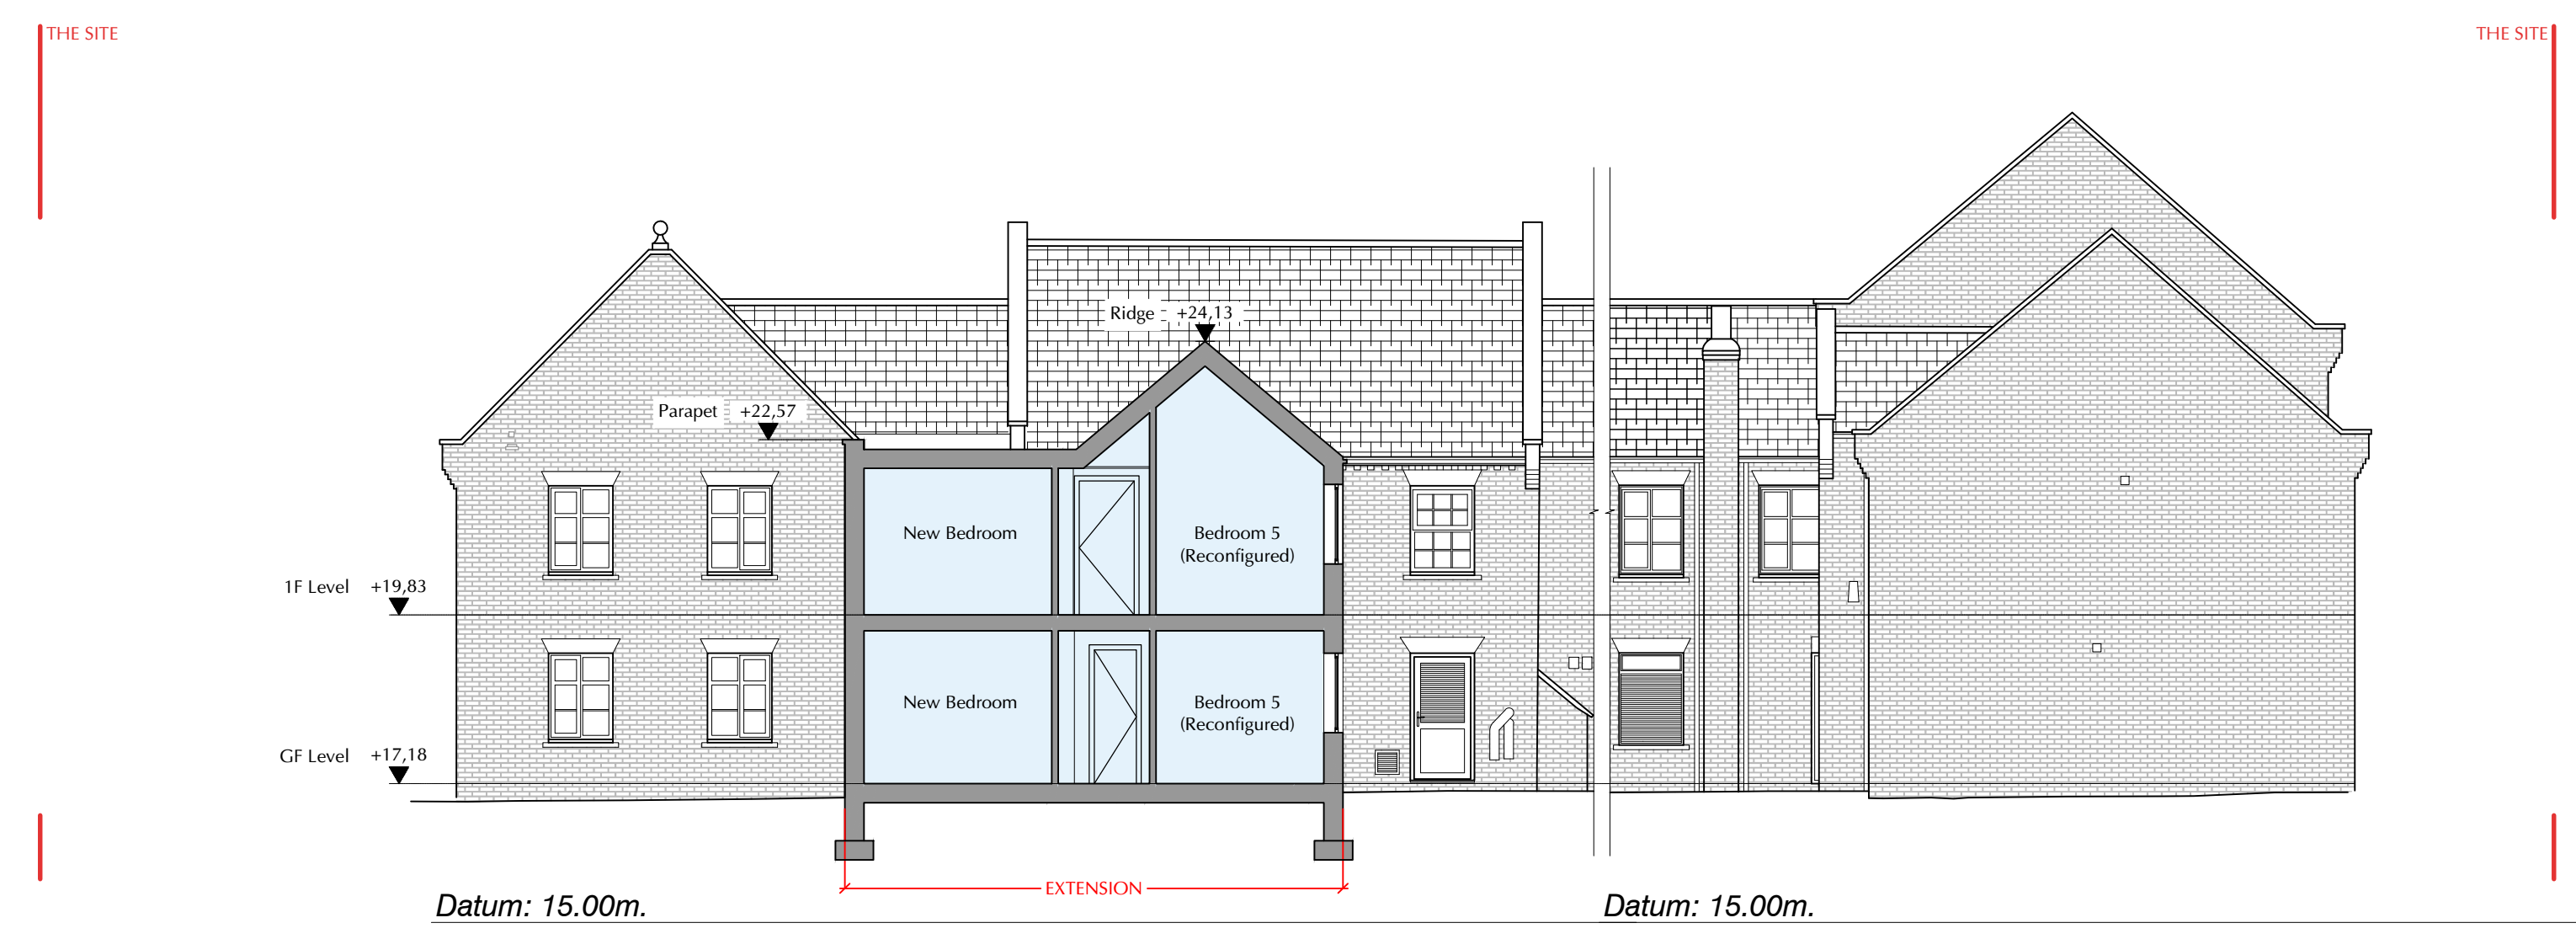 THE SITE
THE SITE
Ridge +24,13
Parapet +22,57
New Bedroom
Bedroom 5
(Reconfigured)
1F Level +19,83
New Bedroom
Bedroom 5
(Reconfigured)
GF Level +17,18
EXTENSION
Datum: 15.00m.
Datum: 15.00m.